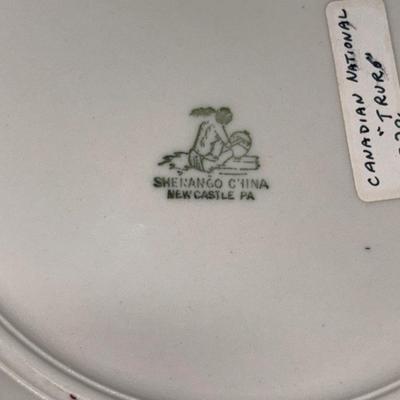 SHENANGO CHINA
NEW CASTLE PA
CANADIAN NATIONAL
"TRURO"